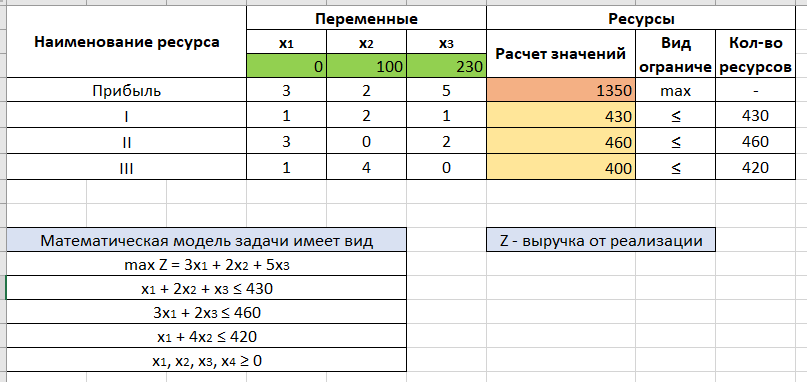 Наименование ресурса Переменные Ресурсы
x1 x2 x3 Расчет значений Вид ограниче Кол-во ресурсов
0 100 230
Прибыль 3 2 5 1350 max -
I 1 2 1 430 ≤ 430
II 3 0 2 460 ≤ 460
III 1 4 0 400 ≤ 420
Математическая модель задачи имеет вид Z - выручка от реализации
max Z = 3x1 + 2x2 + 5x3
x1 + 2x2 + x3 ≤ 430
3x1 + 2x3 ≤ 460
x1 + 4x2 ≤ 420
x1, x2, x3, x4 ≥ 0